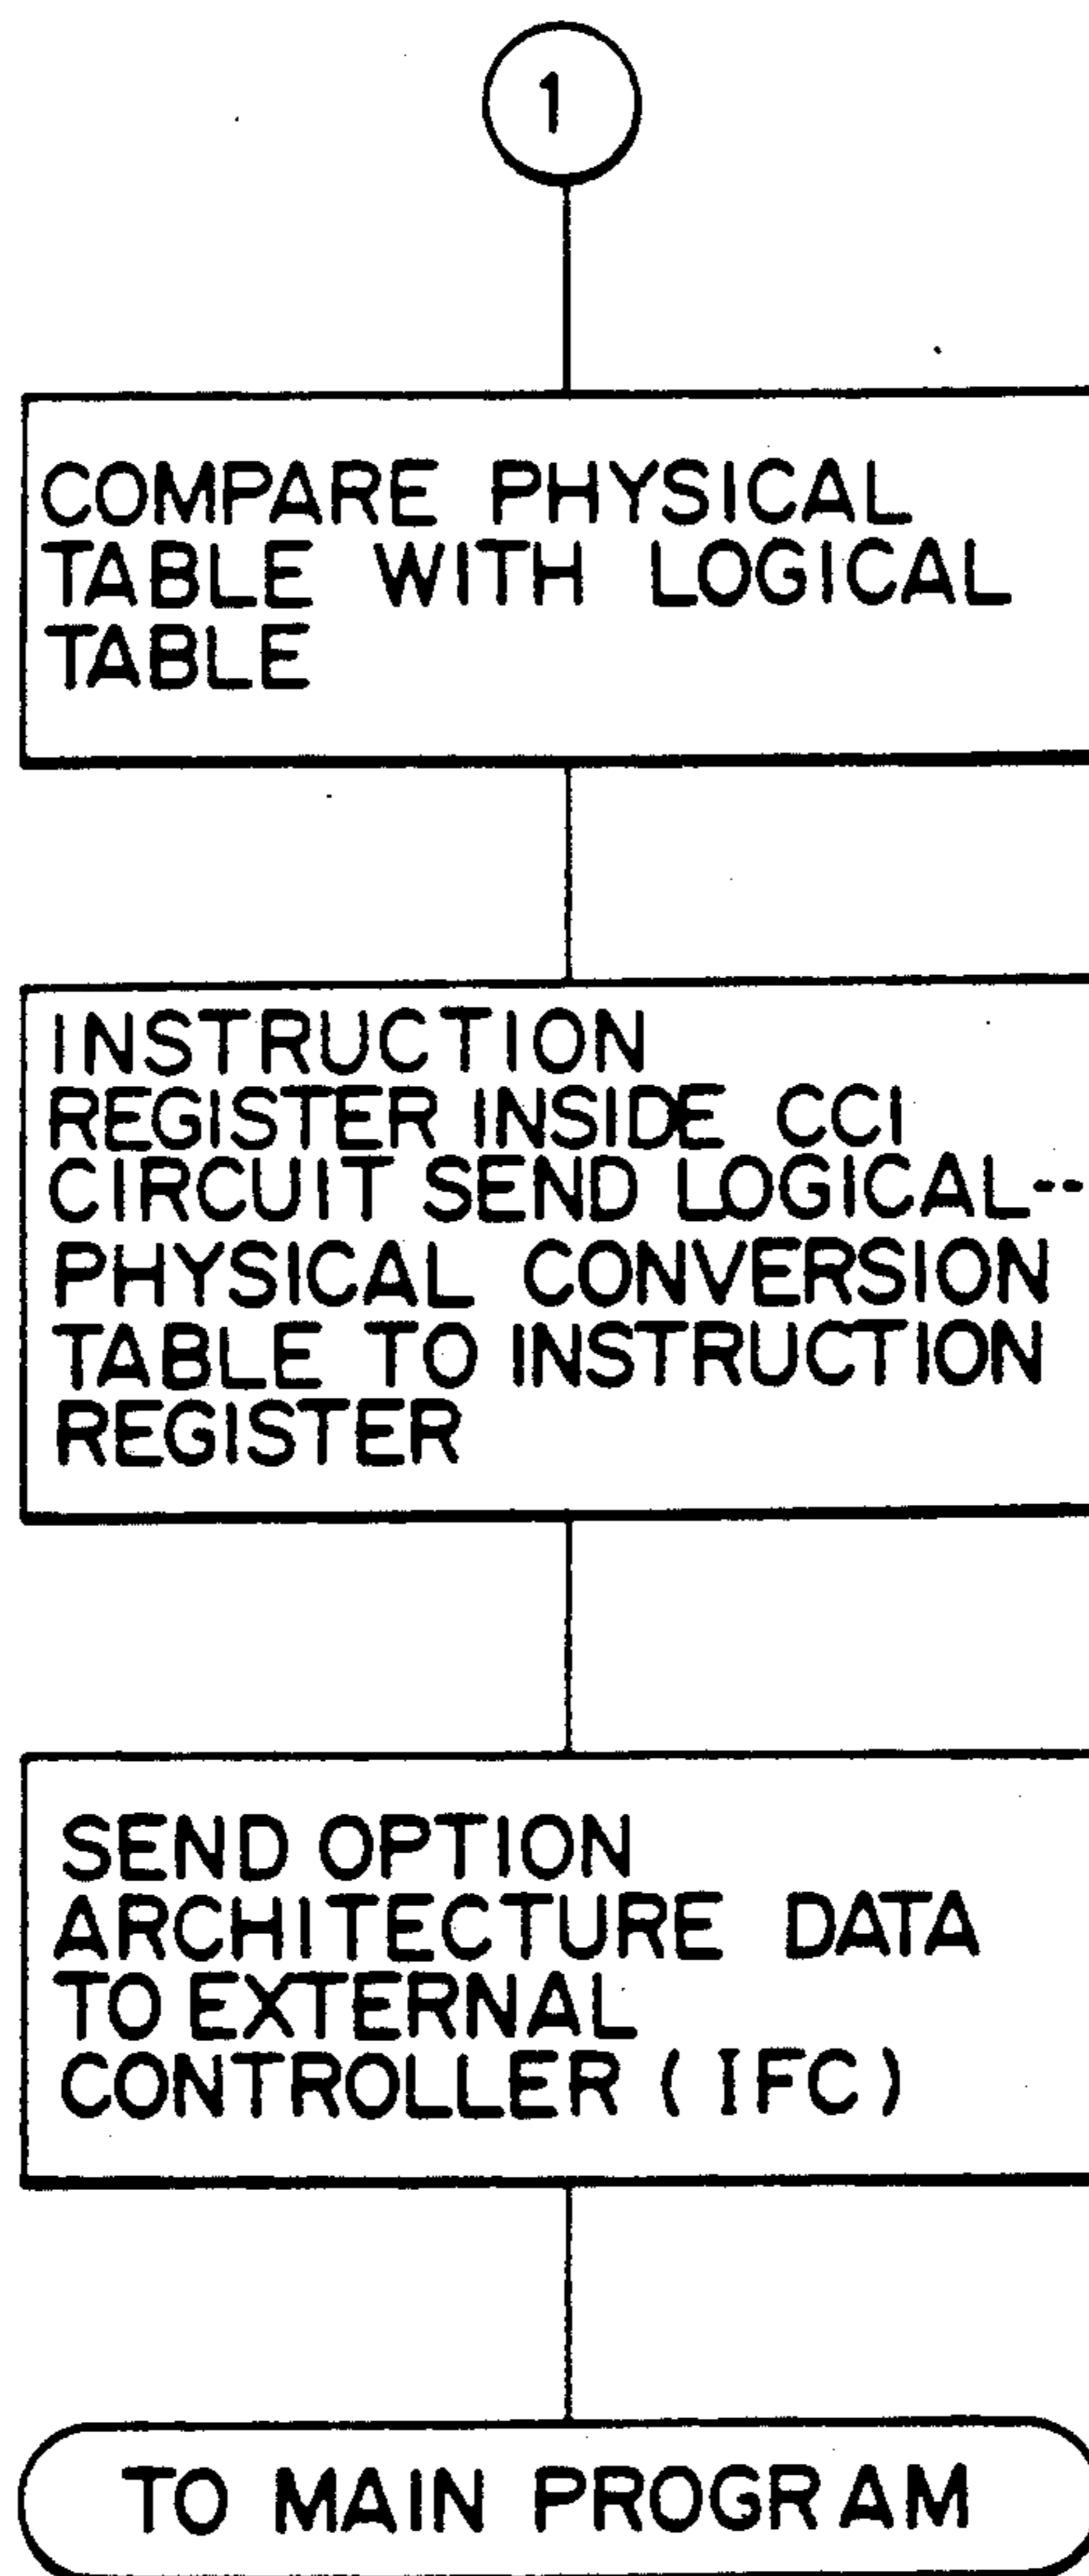 1
COMPARE PHYSICAL
TABLE WITH LOGICAL
TABLE
INSTRUCTION
REGISTER INSIDE CCI
CIRCUIT SEND LOGICAL--
PHYSICAL CONVERSION
TABLE TO INSTRUCTION
REGISTER
SEND OPTION
ARCHITECTURE DATA
TO EXTERNAL
CONTROLLER (IFC)
TO MAIN PROGRAM